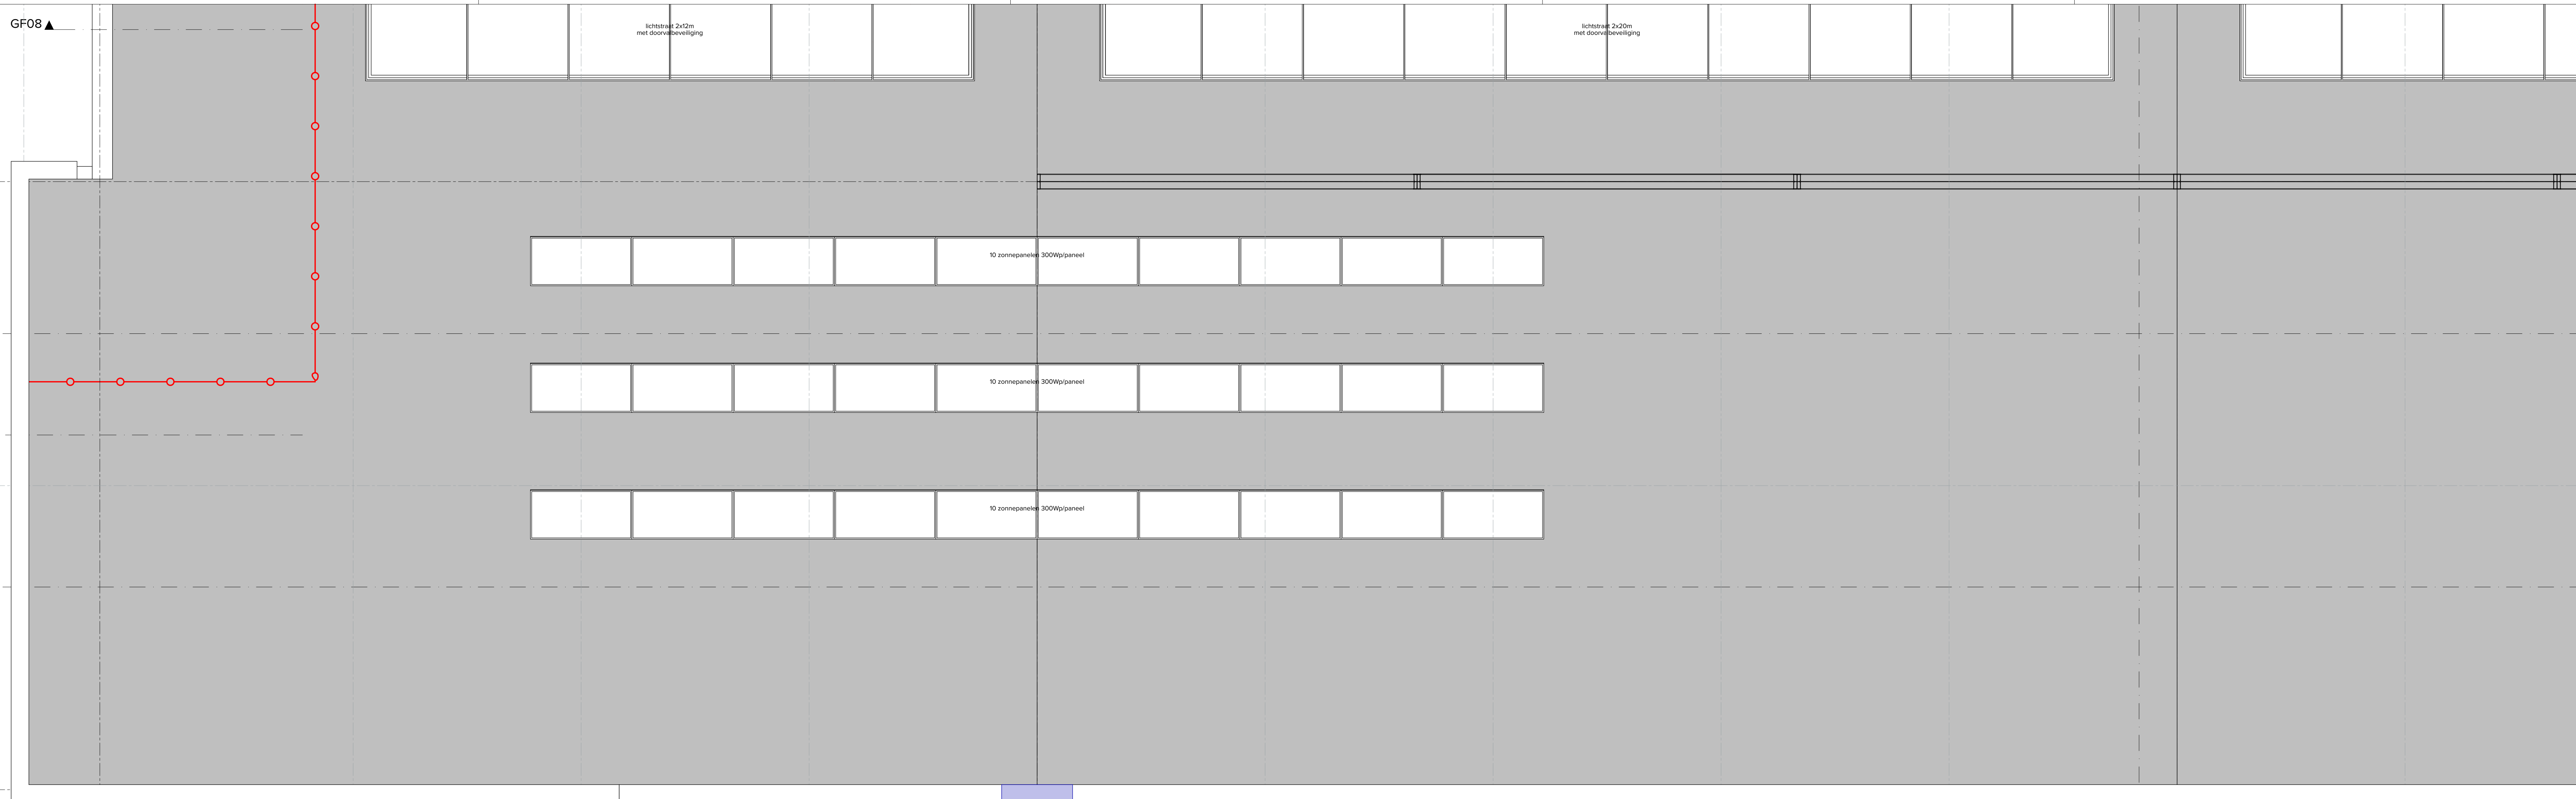 GF08▲
lichtstraat 2x12m
met doorvalbeveiliging
lichtstraat 2x20m
met doorvalbeveiliging
10 zonnepanelen 300Wp/paneel
10 zonnepanelen 300Wp/paneel
10 zonnepanelen 300Wp/paneel